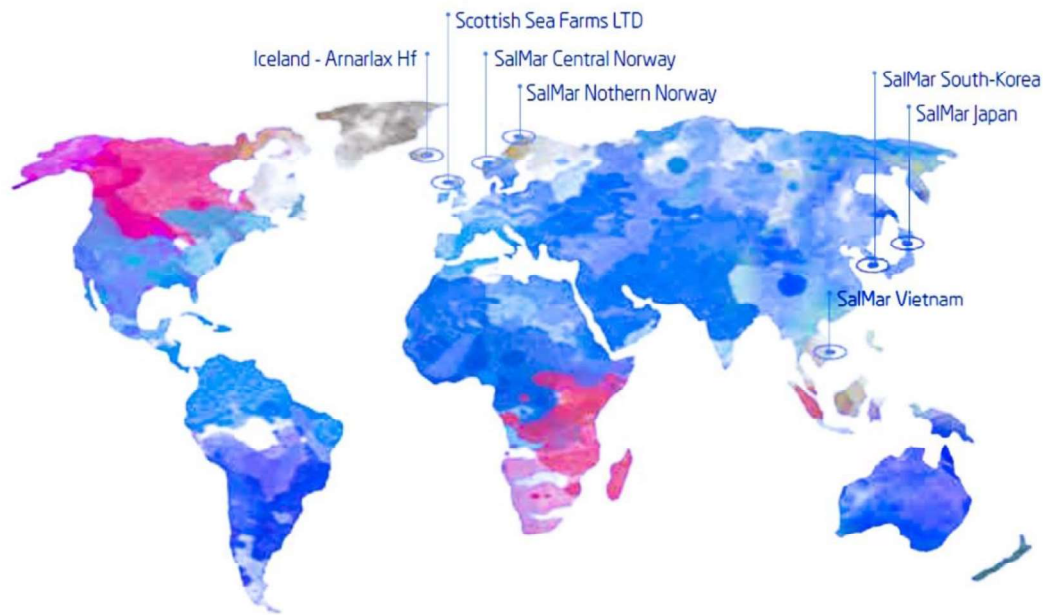 Scottish Sea Farms LTD
Iceland - Arnarlax Hf
SalMar Central Norway
SalMar South-Korea
SalMar Nothern Norway
SalMar Japan
SalMar Vietnam